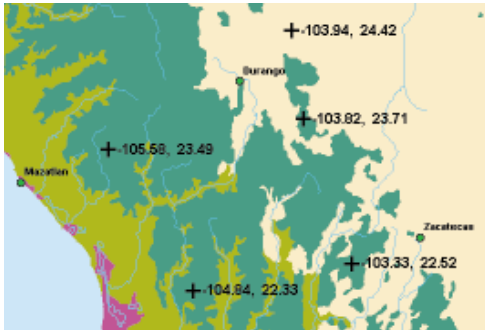 -103.94, 24.42
Durango
-103.82, 23.71
-105.58, 23.49
Mazatlan
Zacatecas
-103.33, 22.52
-104.84, 22.33